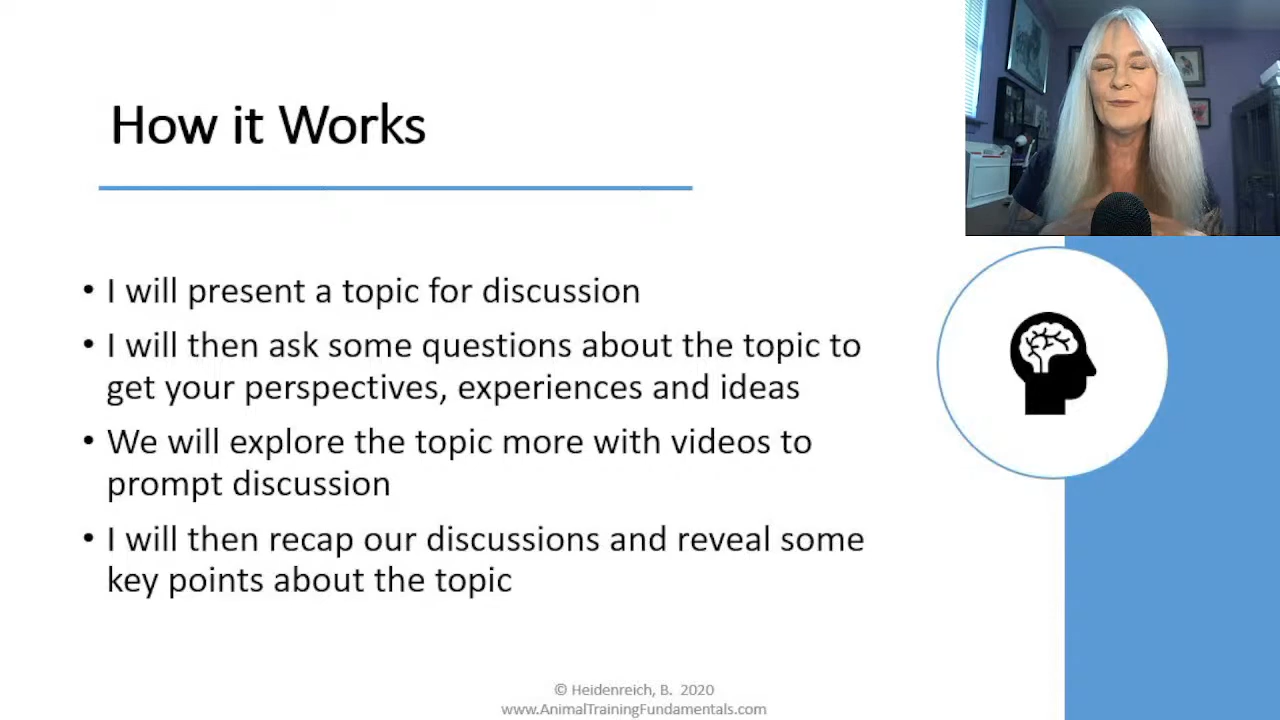 How it Works
• I will present a topic for discussion
• I will then ask some questions about the topic to
get your perspectives, experiences and ideas
• We will explore the topic more with videos to
prompt discussion
• I will then recap our discussions and reveal some
key points about the topic
© Heidenreich, B. 2020
www.AnimalTrainingFundamentals.com